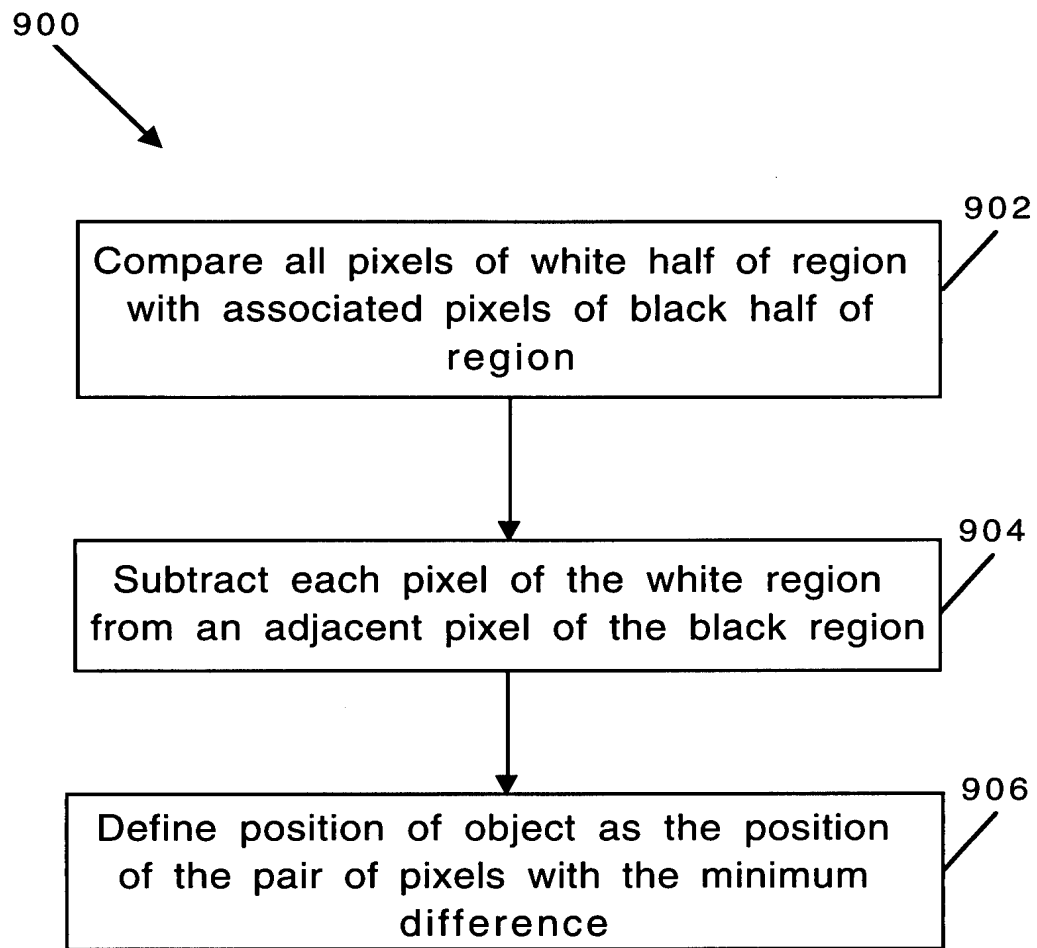 900
902
Compare all pixels of white half of region
with associated pixels of black half of
region
904
Subtract each pixel of the white region
from an adjacent pixel of the black region
906
Define position of object as the position
of the pair of pixels with the minimum
difference